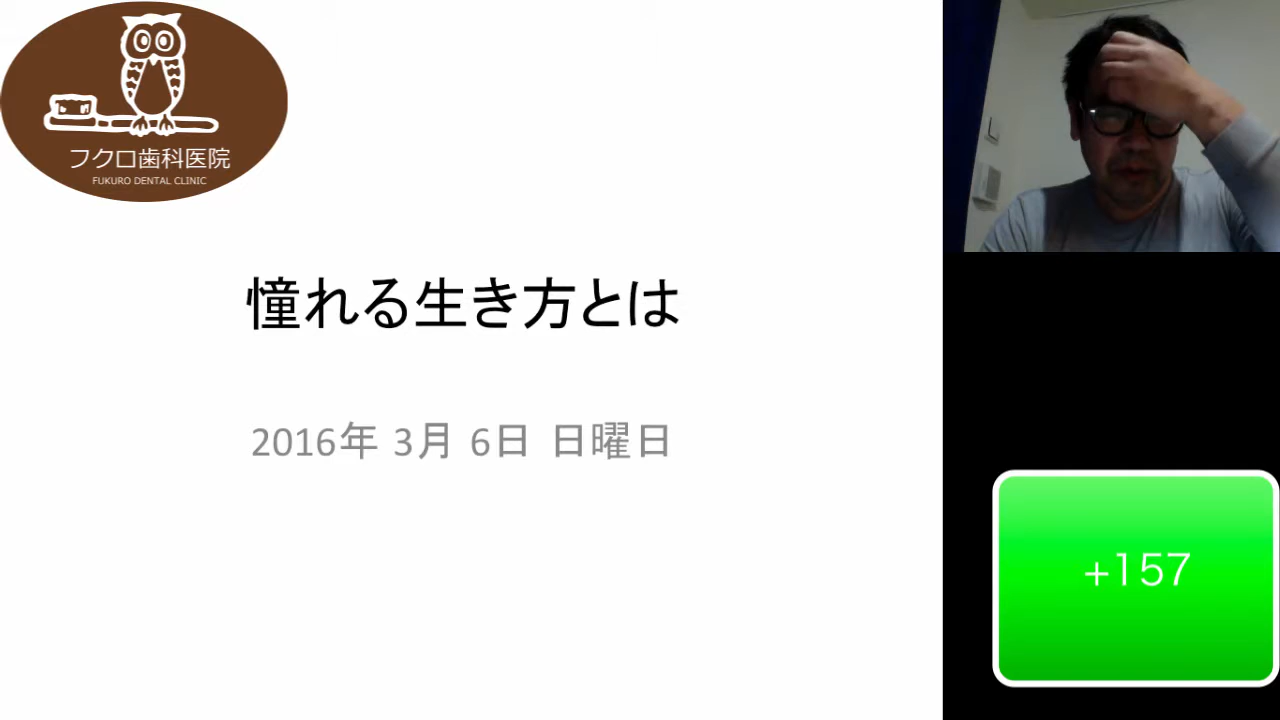 フクロ歯科医院
FUKURO DENTAL CLINIC
憧れる生き方とは
2016年 3月 6日 日曜日
+157